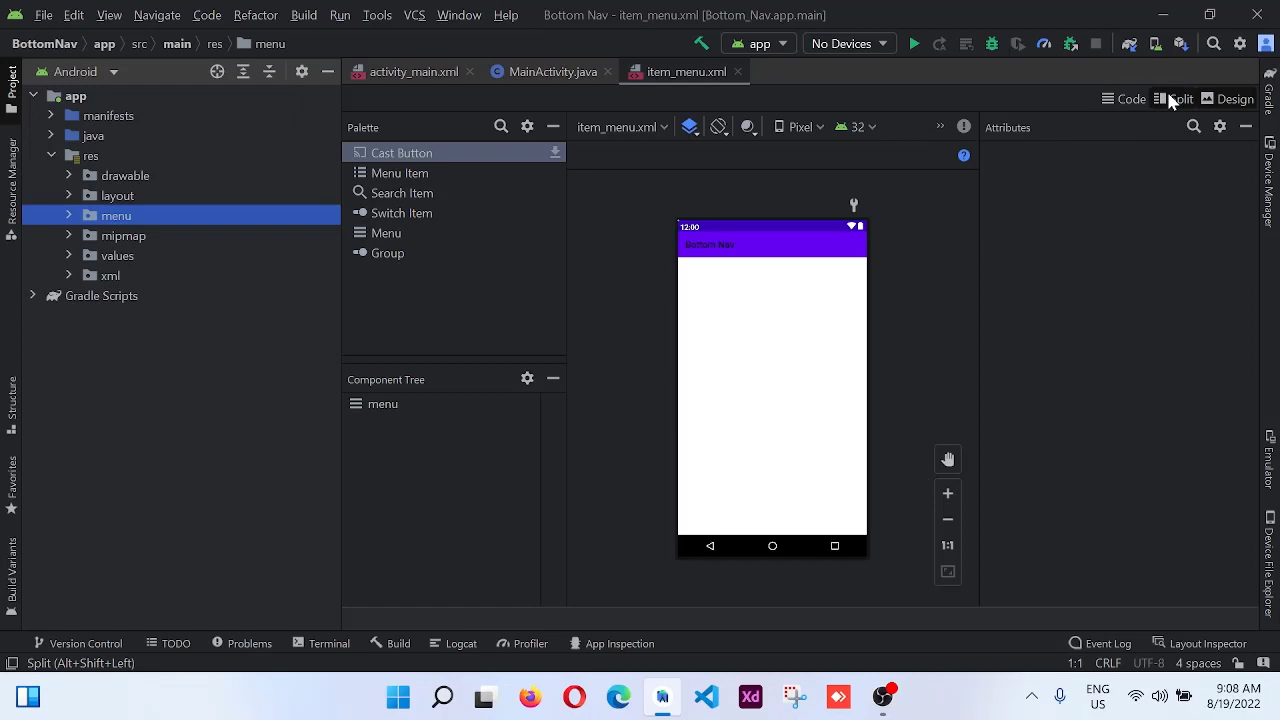 File Edit View Navigate Code Refactor Build Run Tools VCS Window Help Bottom Nav - item_menu.xml [Bottom_Nav.app.main]
BottomNav app src main res menu app No Devices
Android activity_main.xml MainActivity.java item_menu.xml
Code Split Design
Palette item_menu.xml Pixel 32 Attributes
app
manifests
java
res
drawable
layout
menu
mipmap
values
xml
Gradle Scripts
Cast Button
Menu Item
Search Item
Switch Item
Menu
Group
Component Tree
menu
12:00
Bottom Nav
1:1
Project
Resource Manager
Structure
Favorites
Build Variants
Gradle
Device Manager
Emulator
Device File Explorer
Version Control TODO Problems Terminal Build Logcat Profiler App Inspection Event Log Layout Inspector
Split (Alt+Shift+Left) 1:1 CRLF UTF-8 4 spaces
Xd
ENG
US
9:08 AM
8/19/2022